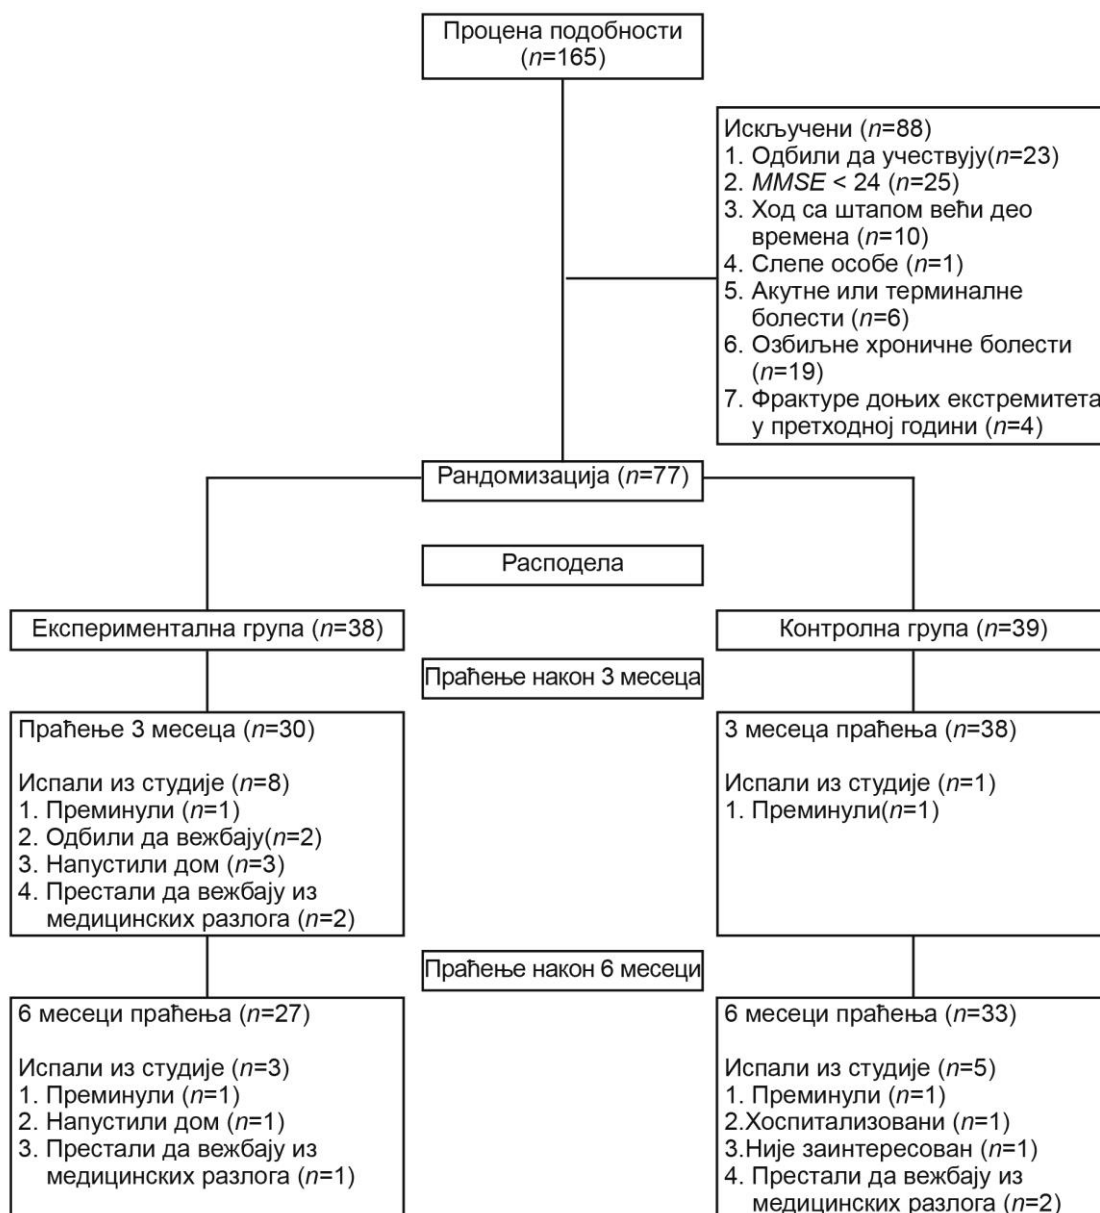 Процена подобности
(n=165)
Искључени (n=88)
1. Одбили да учествују(n=23)
2. MMSE < 24 (n=25)
3. Ход са штапом већи део
времена (n=10)
4. Слепе особе (n=1)
5. Акутне или терминалне
болести (n=6)
6. Озбиљне хроничне болести
(n=19)
7. Фрактуре доњих екстремитета
у претходној години (n=4)
Рандомизација (n=77)
Расподела
Експериментална група (n=38)
Контролна група (n=39)
Праћење након 3 месеца
Праћење 3 месеца (n=30)
Испали из студије (n=8)
1. Преминули (n=1)
2. Одбили да вежбају(n=2)
3. Напустили дом (n=3)
4. Престали да вежбају из
медицинских разлога (n=2)
3 месеца праћења (n=38)
Испали из студије (n=1)
1. Преминули(n=1)
Праћење након 6 месеци
6 месеци праћења (n=27)
Испали из студије (n=3)
1. Преминули (n=1)
2. Напустили дом (n=1)
3. Престали да вежбају из
медицинских разлога (n=1)
6 месеци праћења (n=33)
Испали из студије (n=5)
1. Преминули (n=1)
2.Хоспитализовани (n=1)
3.Није заинтересован (n=1)
4. Престали да вежбају из
медицинских разлога (n=2)